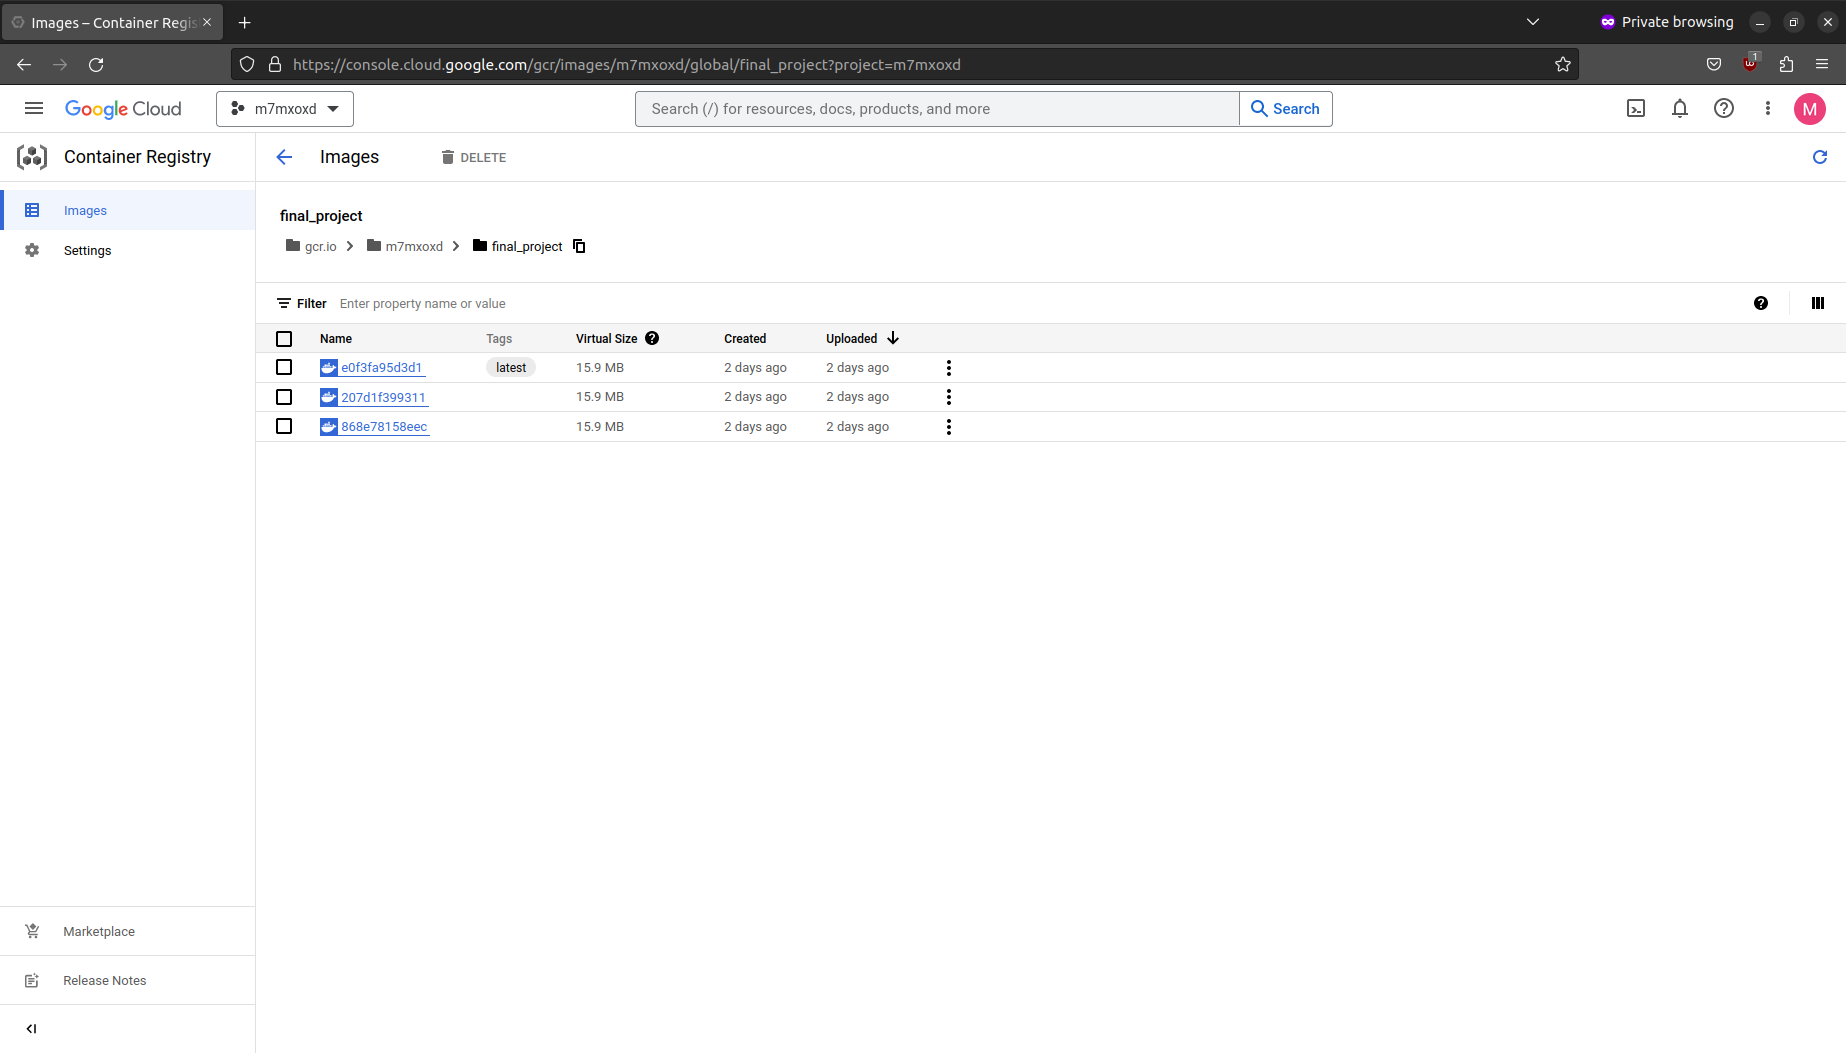 Images – Container Regis
Private browsing
https://console.cloud.google.com/gcr/images/m7mxoxd/global/final_project?project=m7mxoxd
1
Google Cloud
m7mxoxd
Search (/) for resources, docs, products, and more
Search
M
Container Registry
Images
DELETE
Images
Settings
final_project
gcr.io
m7mxoxd
final_project
Filter
Enter property name or value
Name Tags Virtual Size Created Uploaded
e0f3fa95d3d1 latest 15.9 MB 2 days ago 2 days ago
207d1f399311 15.9 MB 2 days ago 2 days ago
868e78158eec 15.9 MB 2 days ago 2 days ago
Marketplace
Release Notes